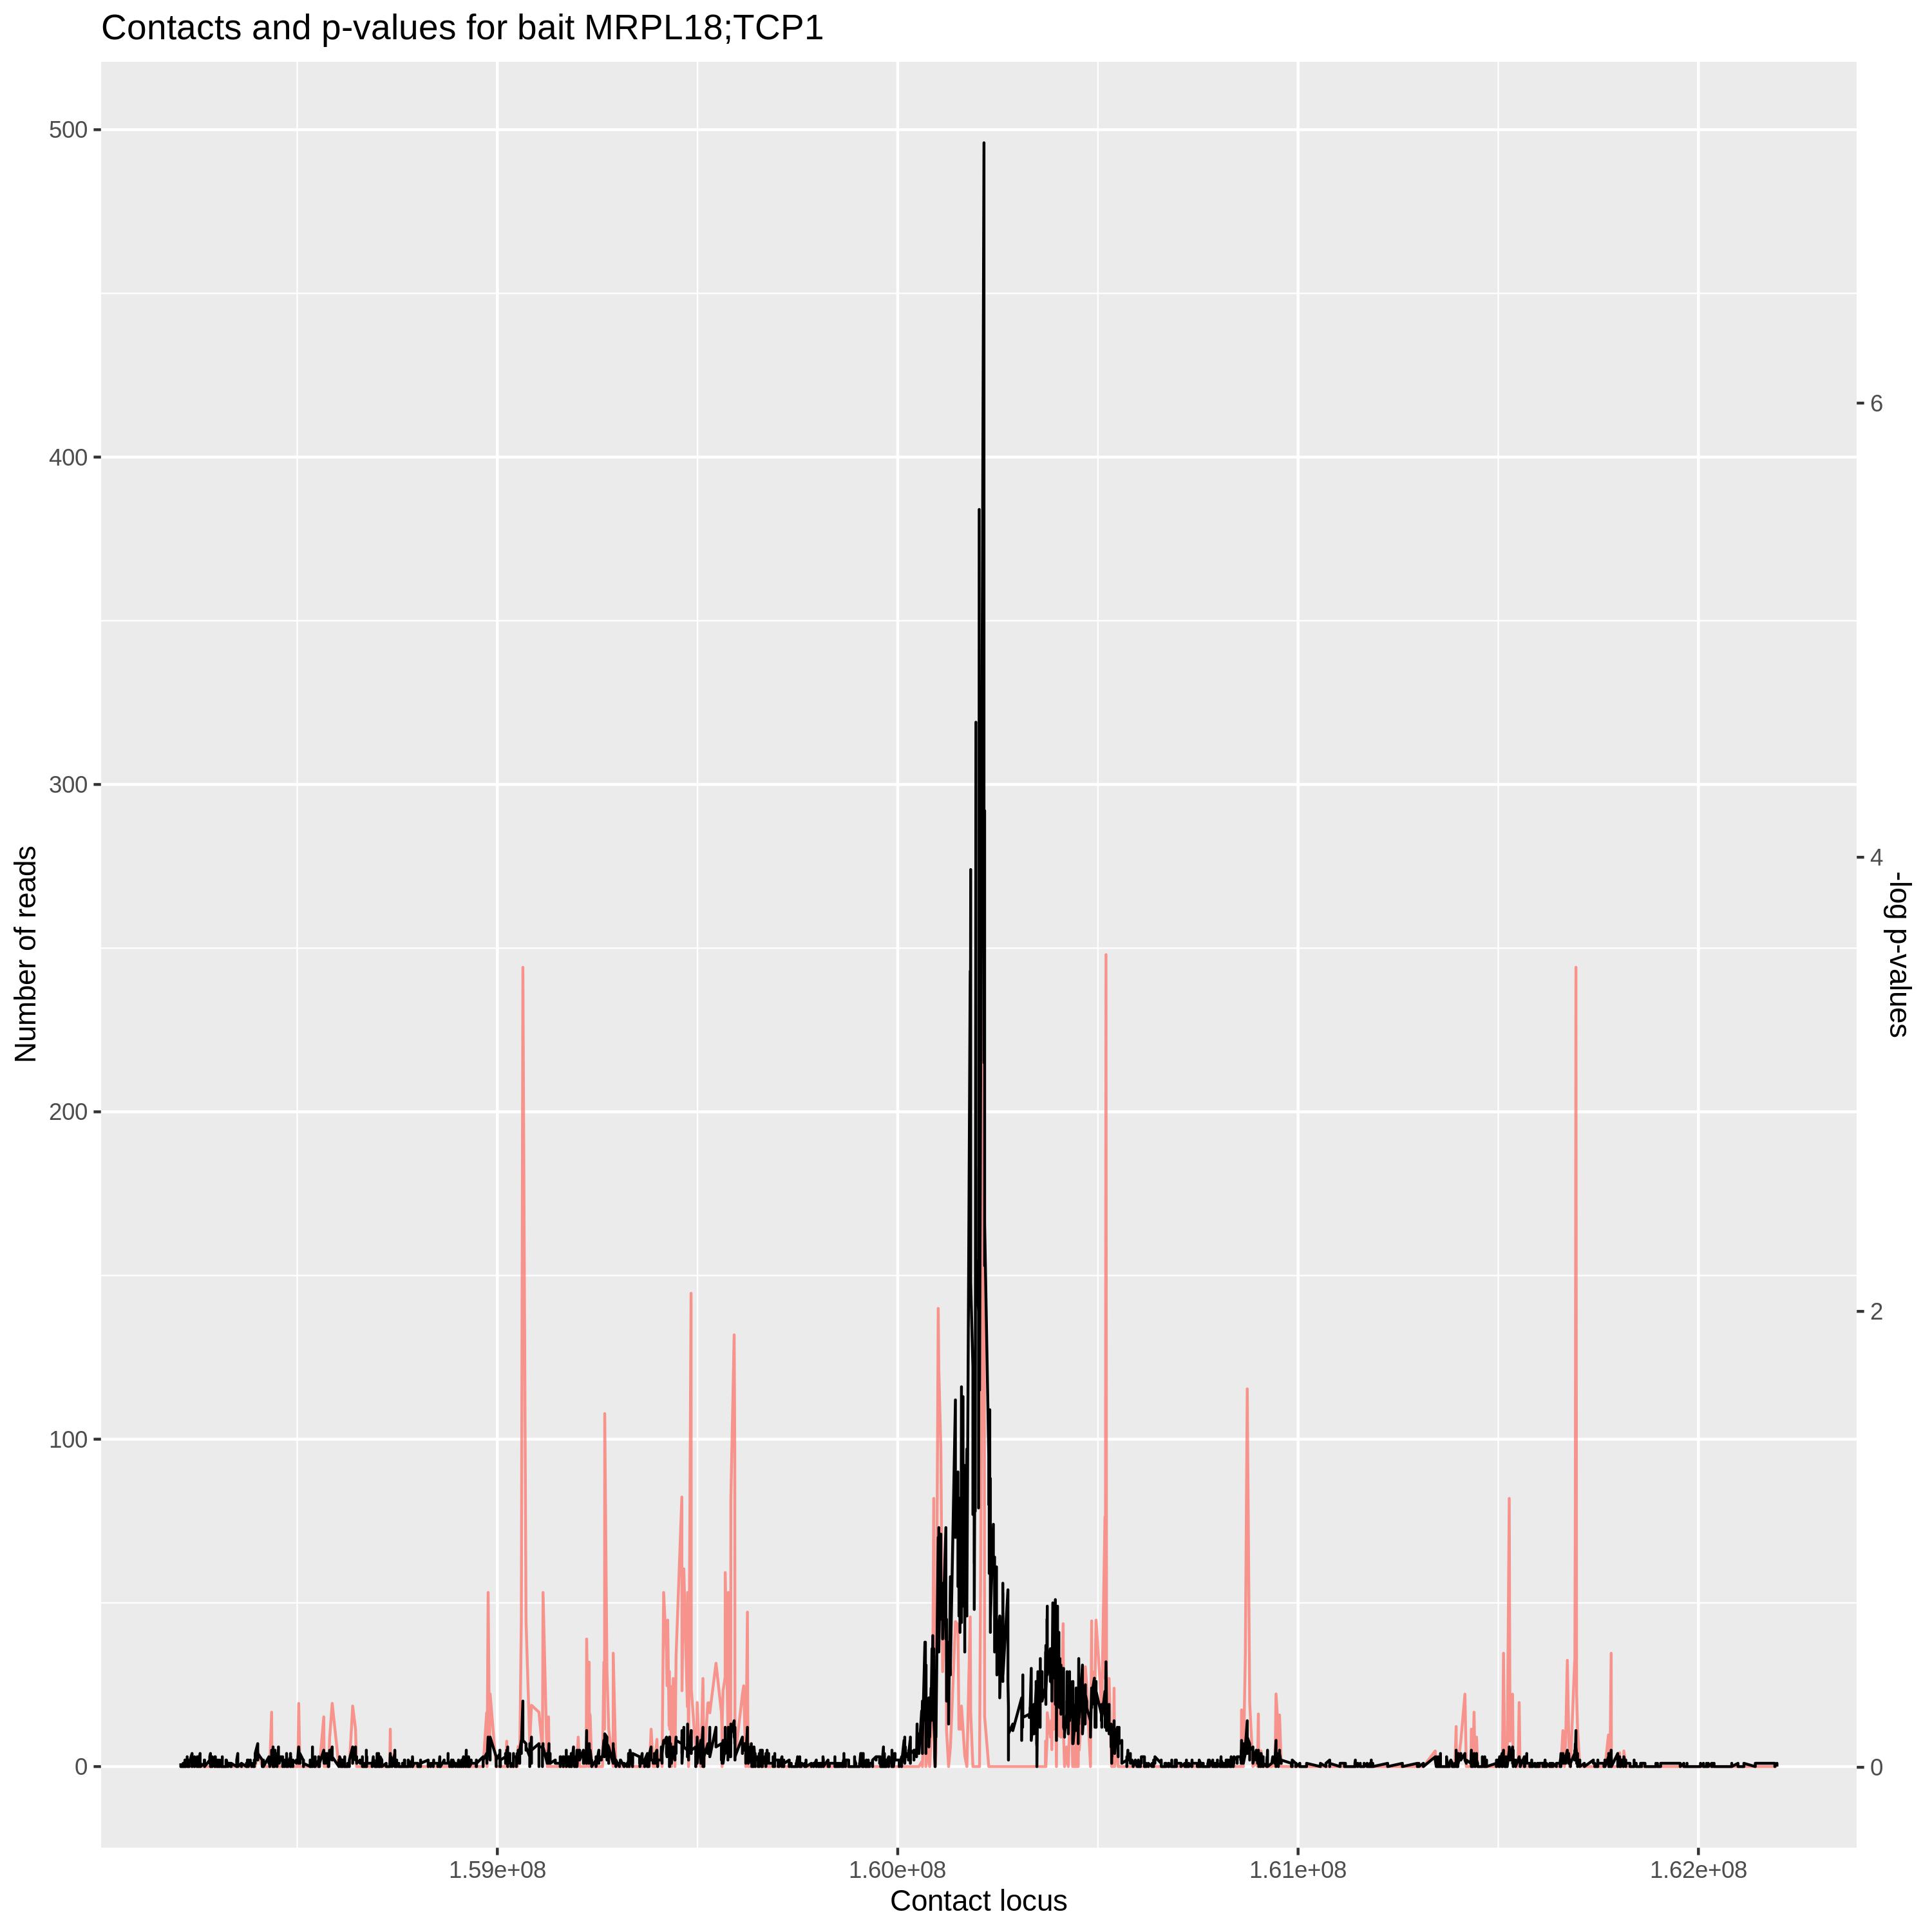 Contacts and p-values for bait MRPL18;TCP1
500
400
300
200
100
0
Number of reads
6
4
2
0
-log p-values
1.59e+08
1.60e+08
1.61e+08
1.62e+08
Contact locus